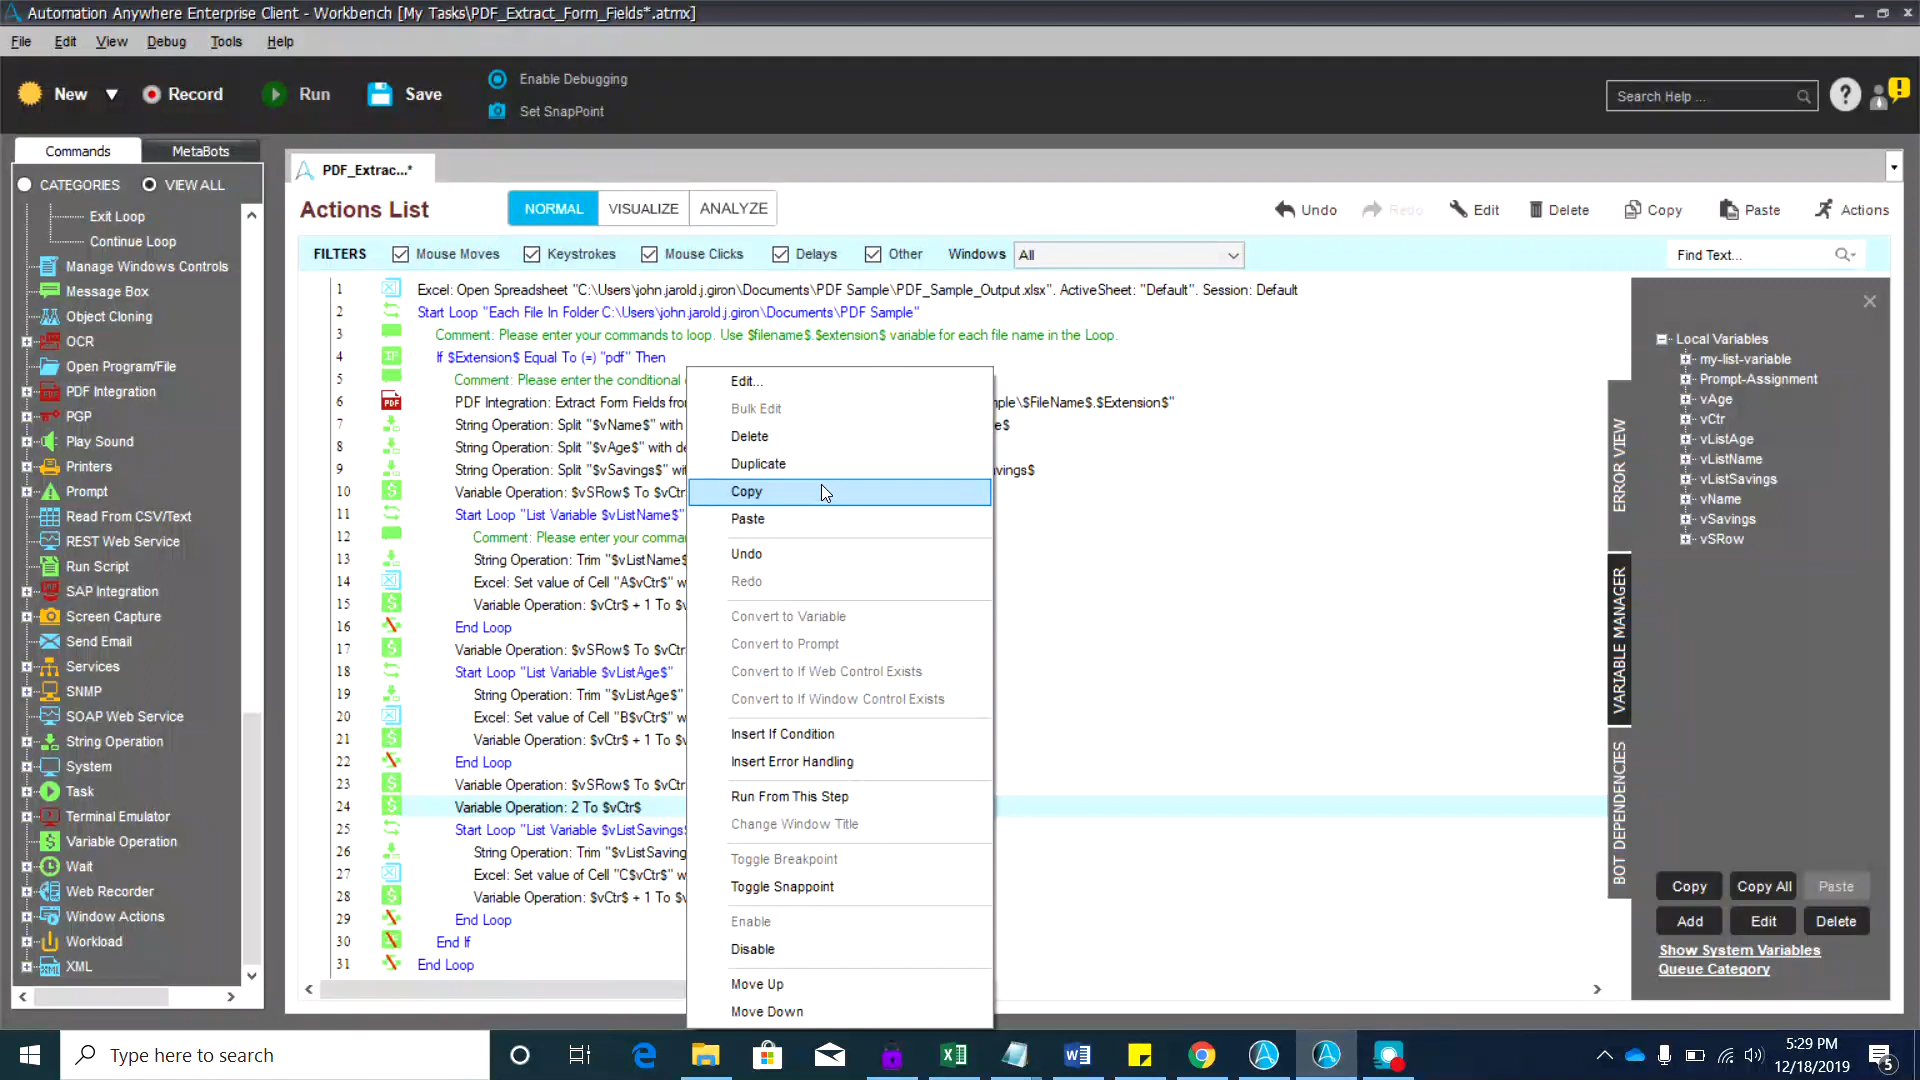 Automation Anywhere Enterprise Client - Workbench [My Tasks\PDF_Extract_Form_Fields*.atmx]
File Edit View Debug Tools Help
New Record Run Save
Enable Debugging
Set SnapPoint
Search Help ...
Commands MetaBots
CATEGORIES VIEW ALL
Exit Loop
Continue Loop
Manage Windows Controls
Message Box
Object Cloning
OCR
Open Program/File
PDF Integration
PGP
Play Sound
Printers
Prompt
Read From CSV/Text
REST Web Service
Run Script
SAP Integration
Screen Capture
Send Email
Services
SNMP
SOAP Web Service
String Operation
System
Task
Terminal Emulator
Variable Operation
Wait
Web Recorder
Window Actions
Workload
XML
PDF_Extrac...*
Actions List
NORMAL VISUALIZE ANALYZE
Undo Redo Edit Delete Copy Paste Actions
FILTERS Mouse Moves Keystrokes Mouse Clicks Delays Other Windows All
Find Text...
1 Excel: Open Spreadsheet "C:\Users\john.jarold.j.giron\Documents\PDF Sample\PDF_Sample_Output.xlsx". ActiveSheet: "Default". Session: Default
2 Start Loop "Each File In Folder C:\Users\john.jarold.j.giron\Documents\PDF Sample"
3 Comment: Please enter your commands to loop. Use $filename$.$extension$ variable for each file name in the Loop.
4 If $Extension$ Equal To (=) "pdf" Then
5 Comment: Please enter the conditional
6 PDF Integration: Extract Form Fields from mple\$FileName$.$Extension$"
7 String Operation: Split "$vName$" with e$
8 String Operation: Split "$vAge$" with de
9 String Operation: Split "$vSavings$" wit avings$
10 Variable Operation: $vSRow$ To $vCtr
11 Start Loop "List Variable $vListName$"
12 Comment: Please enter your comma
13 String Operation: Trim "$vListName$
14 Excel: Set value of Cell "A$vCtr$" w
15 Variable Operation: $vCtr$ + 1 To $v
16 End Loop
17 Variable Operation: $vSRow$ To $vCtr
18 Start Loop "List Variable $vListAge$"
19 String Operation: Trim "$vListAge$"
20 Excel: Set value of Cell "B$vCtr$" w
21 Variable Operation: $vCtr$ + 1 To $v
22 End Loop
23 Variable Operation: $vSRow$ To $vCtr
24 Variable Operation: 2 To $vCtr$
25 Start Loop "List Variable $vListSavings$
26 String Operation: Trim "$vListSaving
27 Excel: Set value of Cell "C$vCtr$" w
28 Variable Operation: $vCtr$ + 1 To $v
29 End Loop
30 End If
31 End Loop
Edit...
Bulk Edit
Delete
Duplicate
Copy
Paste
Undo
Redo
Convert to Variable
Convert to Prompt
Convert to If Web Control Exists
Convert to If Window Control Exists
Insert If Condition
Insert Error Handling
Run From This Step
Change Window Title
Toggle Breakpoint
Toggle Snappoint
Enable
Disable
Move Up
Move Down
ERROR VIEW
VARIABLE MANAGER
BOT DEPENDENCIES
Local Variables
my-list-variable
Prompt-Assignment
vAge
vCtr
vListAge
vListName
vListSavings
vName
vSavings
vSRow
Copy Copy All Paste
Add Edit Delete
Show System Variables
Queue Category
Type here to search
5:29 PM
12/18/2019
5